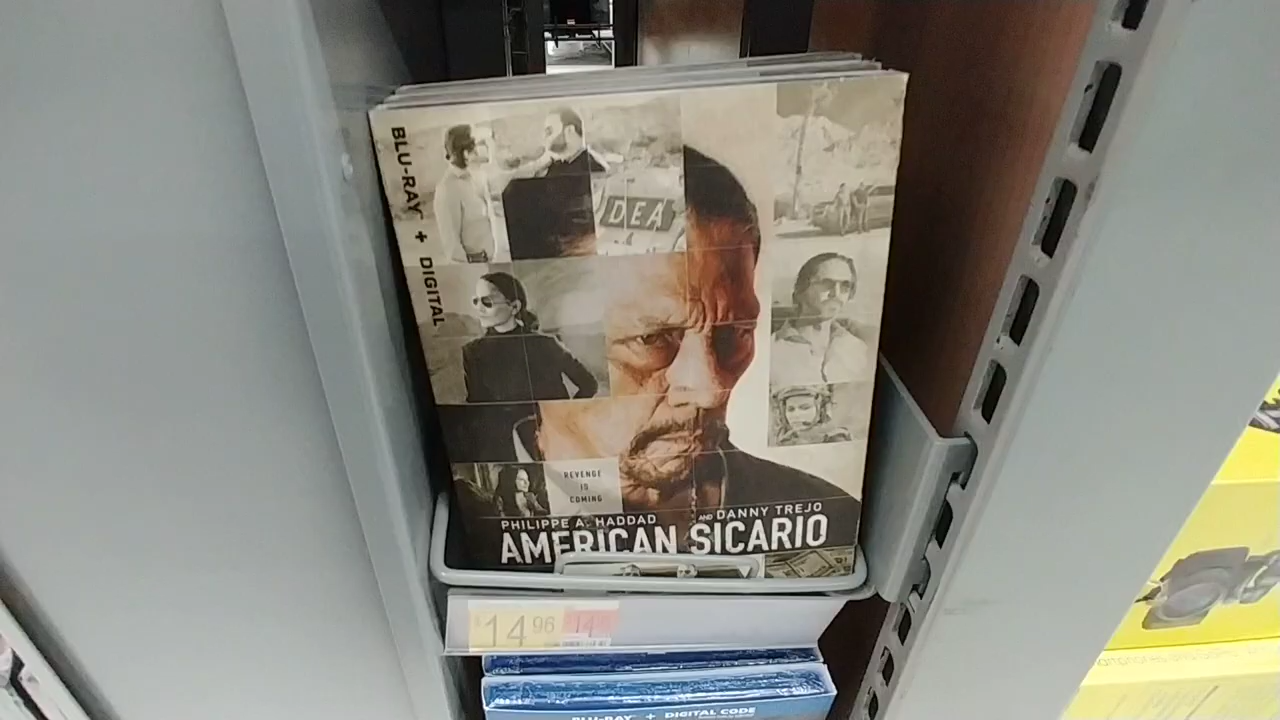 BLU-RAY + DIGITAL
DEA
REVENGE
IS
COMING
PHILIPPE A. HADDAD AND DANNY TREJO
AMERICAN SICARIO
$14 96
BLU-RAY + DIGITAL CODE